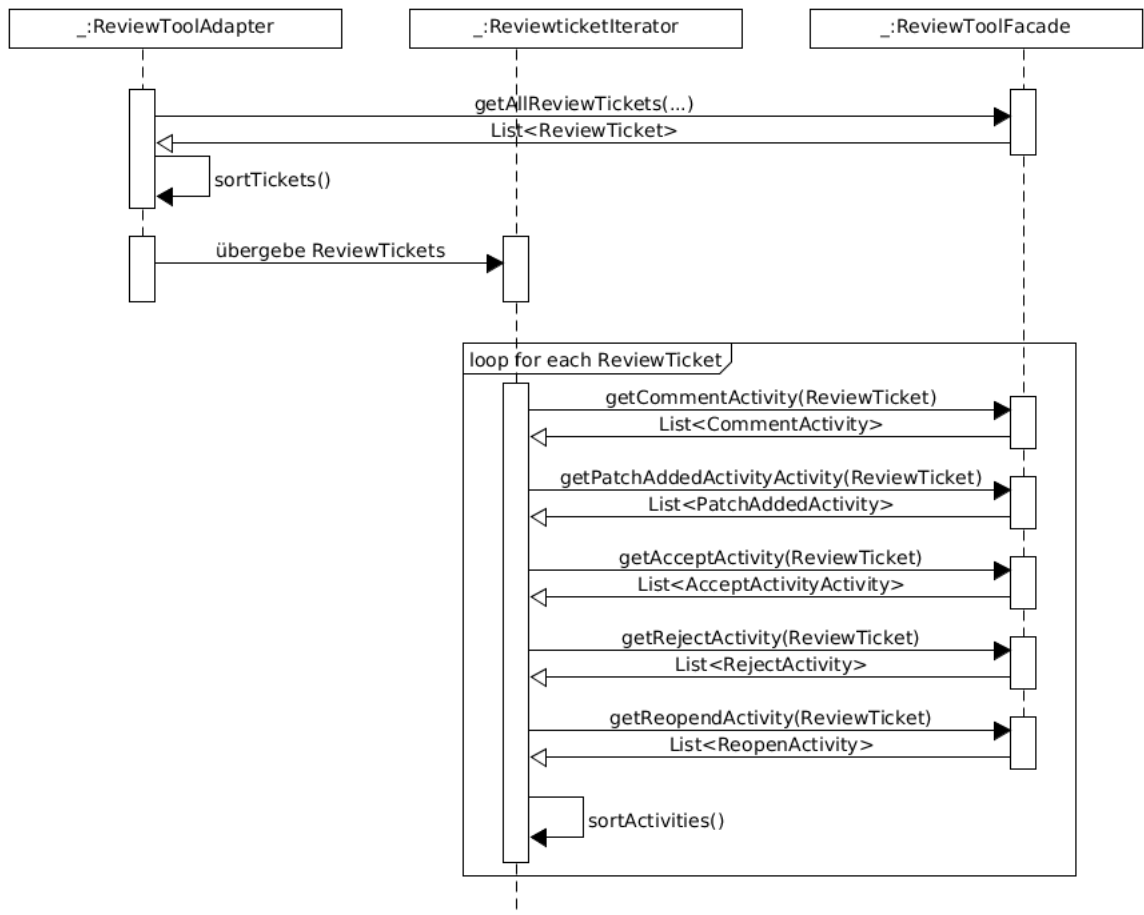 _:ReviewToolAdapter
_:ReviewticketIterator
_:ReviewToolFacade
getAllReviewTickets(...)
List<ReviewTicket>
sortTickets()
übergebe ReviewTickets
loop for each ReviewTicket
getCommentActivity(ReviewTicket)
List<CommentActivity>
getPatchAddedActivityActivity(ReviewTicket)
List<PatchAddedActivity>
getAcceptActivity(ReviewTicket)
List<AcceptActivityActivity>
getRejectActivity(ReviewTicket)
List<RejectActivity>
getReopendActivity(ReviewTicket)
List<ReopenActivity>
sortActivities()